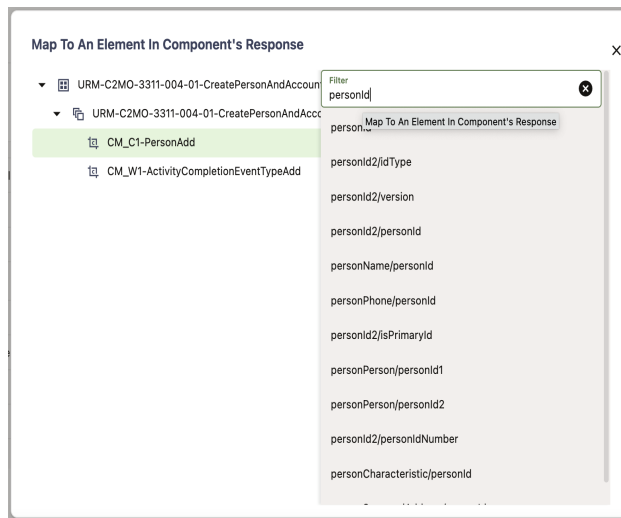 Map To An Element In Component's Response
X
URM-C2MO-3311-004-01-CreatePersonAndAccoun
URM-C2MO-3311-004-01-CreatePersonAndAcco
CM_C1-PersonAdd
CM_W1-ActivityCompletionEventTypeAdd
Filter
personId
Map To An Element In Component's Response
personId
personId2/idType
personId2/version
personId2/personId
personName/personId
personPhone/personId
personId2/isPrimaryId
personPerson/personId1
personPerson/personId2
personId2/personIdNumber
personCharacteristic/personId